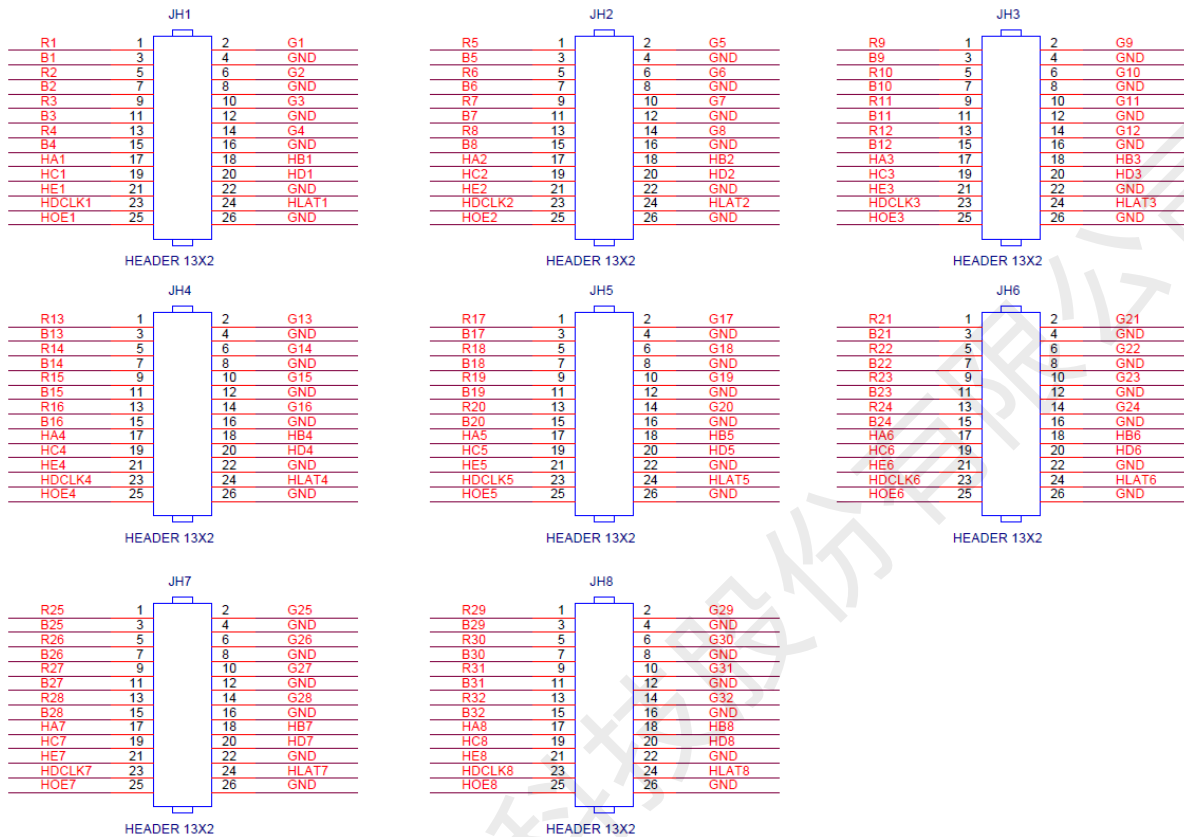 JH1
R1 1 2 G1
B1 3 4 GND
R2 5 6 G2
B2 7 8 GND
R3 9 10 G3
B3 11 12 GND
R4 13 14 G4
B4 15 16 GND
HA1 17 18 HB1
HC1 19 20 HD1
HE1 21 22 GND
HDCLK1 23 24 HLAT1
HOE1 25 26 GND
HEADER 13X2
JH2
R5 1 2 G5
B5 3 4 GND
R6 5 6 G6
B6 7 8 GND
R7 9 10 G7
B7 11 12 GND
R8 13 14 G8
B8 15 16 GND
HA2 17 18 HB2
HC2 19 20 HD2
HE2 21 22 GND
HDCLK2 23 24 HLAT2
HOE2 25 26 GND
HEADER 13X2
JH3
R9 1 2 G9
B9 3 4 GND
R10 5 6 G10
B10 7 8 GND
R11 9 10 G11
B11 11 12 GND
R12 13 14 G12
B12 15 16 GND
HA3 17 18 HB3
HC3 19 20 HD3
HE3 21 22 GND
HDCLK3 23 24 HLAT3
HOE3 25 26 GND
HEADER 13X2
JH4
R13 1 2 G13
B13 3 4 GND
R14 5 6 G14
B14 7 8 GND
R15 9 10 G15
B15 11 12 GND
R16 13 14 G16
B16 15 16 GND
HA4 17 18 HB4
HC4 19 20 HD4
HE4 21 22 GND
HDCLK4 23 24 HLAT4
HOE4 25 26 GND
HEADER 13X2
JH5
R17 1 2 G17
B17 3 4 GND
R18 5 6 G18
B18 7 8 GND
R19 9 10 G19
B19 11 12 GND
R20 13 14 G20
B20 15 16 GND
HA5 17 18 HB5
HC5 19 20 HD5
HE5 21 22 GND
HDCLK5 23 24 HLAT5
HOE5 25 26 GND
HEADER 13X2
JH6
R21 1 2 G21
B21 3 4 GND
R22 5 6 G22
B22 7 8 GND
R23 9 10 G23
B23 11 12 GND
R24 13 14 G24
B24 15 16 GND
HA6 17 18 HB6
HC6 19 20 HD6
HE6 21 22 GND
HDCLK6 23 24 HLAT6
HOE6 25 26 GND
HEADER 13X2
JH7
R25 1 2 G25
B25 3 4 GND
R26 5 6 G26
B26 7 8 GND
R27 9 10 G27
B27 11 12 GND
R28 13 14 G28
B28 15 16 GND
HA7 17 18 HB7
HC7 19 20 HD7
HE7 21 22 GND
HDCLK7 23 24 HLAT7
HOE7 25 26 GND
HEADER 13X2
JH8
R29 1 2 G29
B29 3 4 GND
R30 5 6 G30
B30 7 8 GND
R31 9 10 G31
B31 11 12 GND
R32 13 14 G32
B32 15 16 GND
HA8 17 18 HB8
HC8 19 20 HD8
HE8 21 22 GND
HDCLK8 23 24 HLAT8
HOE8 25 26 GND
HEADER 13X2
科技股份有限公司